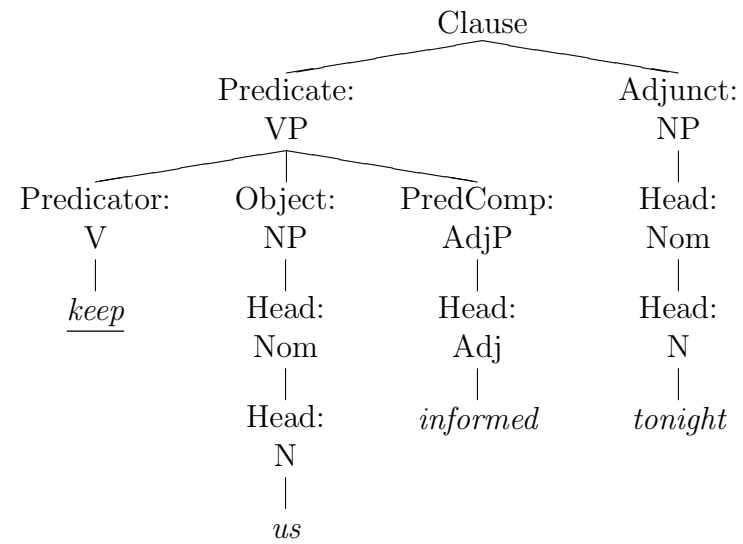 Clause
Predicate: Adjunct:
VP NP
Predicator: Object: PredComp: Head:
V NP AdjP Nom
keep Head: Head: Head:
Nom Adj N
Head: informed tonight
N
us